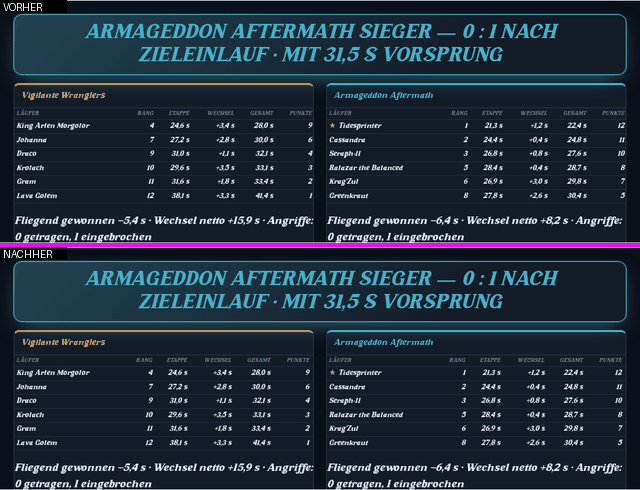 VORHER
ARMAGEDDON AFTERMATH SIEGER — 0 : 1 NACH
ZIELEINLAUF · MIT 31,5 S VORSPRUNG
Vigilante Wranglers
LÄUFER RANG ETAPPE WECHSEL GESAMT PUNKTE
King Arten Morgolor 4 24,6 s +3,4 s 28,0 s 9
Johanna 7 27,2 s +2,8 s 30,0 s 6
Draco 9 31,0 s +1,1 s 32,1 s 4
Krolach 10 29,6 s +3,5 s 33,1 s 3
Gram 11 31,6 s +1,8 s 33,4 s 2
Lava Golem 12 38,1 s +3,3 s 41,4 s 1
Fliegend gewonnen −5,4 s · Wechsel netto +15,9 s · Angriffe:
0 getragen, 1 eingebrochen
Armageddon Aftermath
LÄUFER RANG ETAPPE WECHSEL GESAMT PUNKTE
★ Tidesprinter 1 21,3 s +1,2 s 22,4 s 12
Cassandra 2 24,4 s +0,4 s 24,8 s 11
Seraph-II 3 26,8 s +0,8 s 27,6 s 10
Ralazar the Balanced 5 28,4 s +0,4 s 28,7 s 8
Krag'Zul 6 26,9 s +3,0 s 29,8 s 7
Greenkraut 8 27,8 s +2,6 s 30,4 s 5
Fliegend gewonnen −6,4 s · Wechsel netto +8,2 s · Angriffe:
0 getragen, 1 eingebrochen
NACHHER
ARMAGEDDON AFTERMATH SIEGER — 0 : 1 NACH
ZIELEINLAUF · MIT 31,5 S VORSPRUNG
Vigilante Wranglers
LÄUFER RANG ETAPPE WECHSEL GESAMT PUNKTE
King Arten Morgolor 4 24,6 s +3,4 s 28,0 s 9
Johanna 7 27,2 s +2,8 s 30,0 s 6
Draco 9 31,0 s +1,1 s 32,1 s 4
Krolach 10 29,6 s +3,5 s 33,1 s 3
Gram 11 31,6 s +1,8 s 33,4 s 2
Lava Golem 12 38,1 s +3,3 s 41,4 s 1
Fliegend gewonnen −5,4 s · Wechsel netto +15,9 s · Angriffe:
0 getragen, 1 eingebrochen
Armageddon Aftermath
LÄUFER RANG ETAPPE WECHSEL GESAMT PUNKTE
★ Tidesprinter 1 21,3 s +1,2 s 22,4 s 12
Cassandra 2 24,4 s +0,4 s 24,8 s 11
Seraph-II 3 26,8 s +0,8 s 27,6 s 10
Ralazar the Balanced 5 28,4 s +0,4 s 28,7 s 8
Krag'Zul 6 26,9 s +3,0 s 29,8 s 7
Greenkraut 8 27,8 s +2,6 s 30,4 s 5
Fliegend gewonnen −6,4 s · Wechsel netto +8,2 s · Angriffe:
0 getragen, 1 eingebrochen